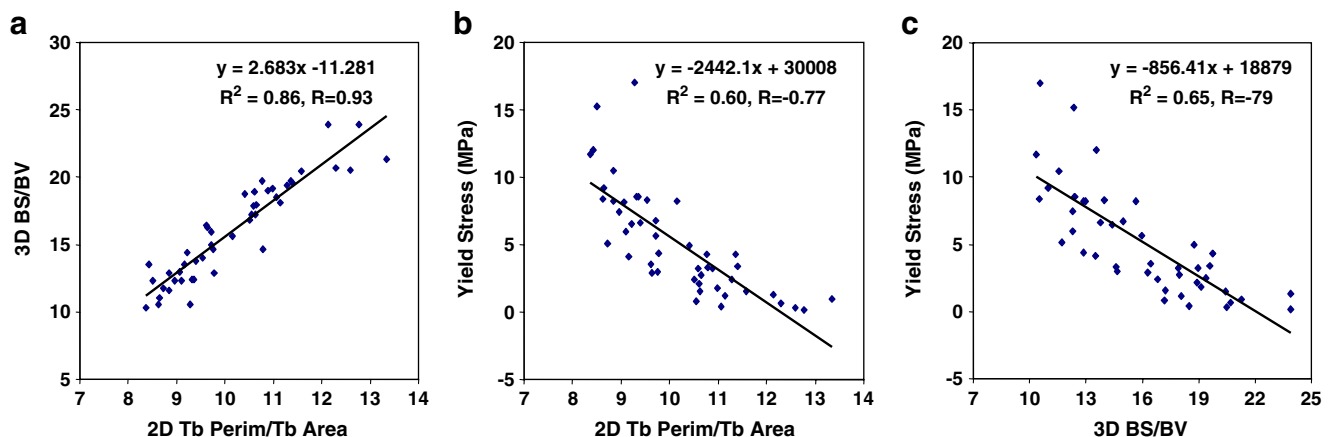 a
30
25
20
15
10
5
3D BS/BV
y = 2.683x -11.281
R² = 0.86, R=0.93
7 8 9 10 11 12 13 14
2D Tb Perim/Tb Area
b
20
15
10
5
0
-5
Yield Stress (MPa)
y = -2442.1x + 30008
R² = 0.60, R=-0.77
7 8 9 10 11 12 13 14
2D Tb Perim/Tb Area
c
20
15
10
5
0
-5
Yield Stress (MPa)
y = -856.41x + 18879
R² = 0.65, R=-79
7 10 13 16 19 22 25
3D BS/BV